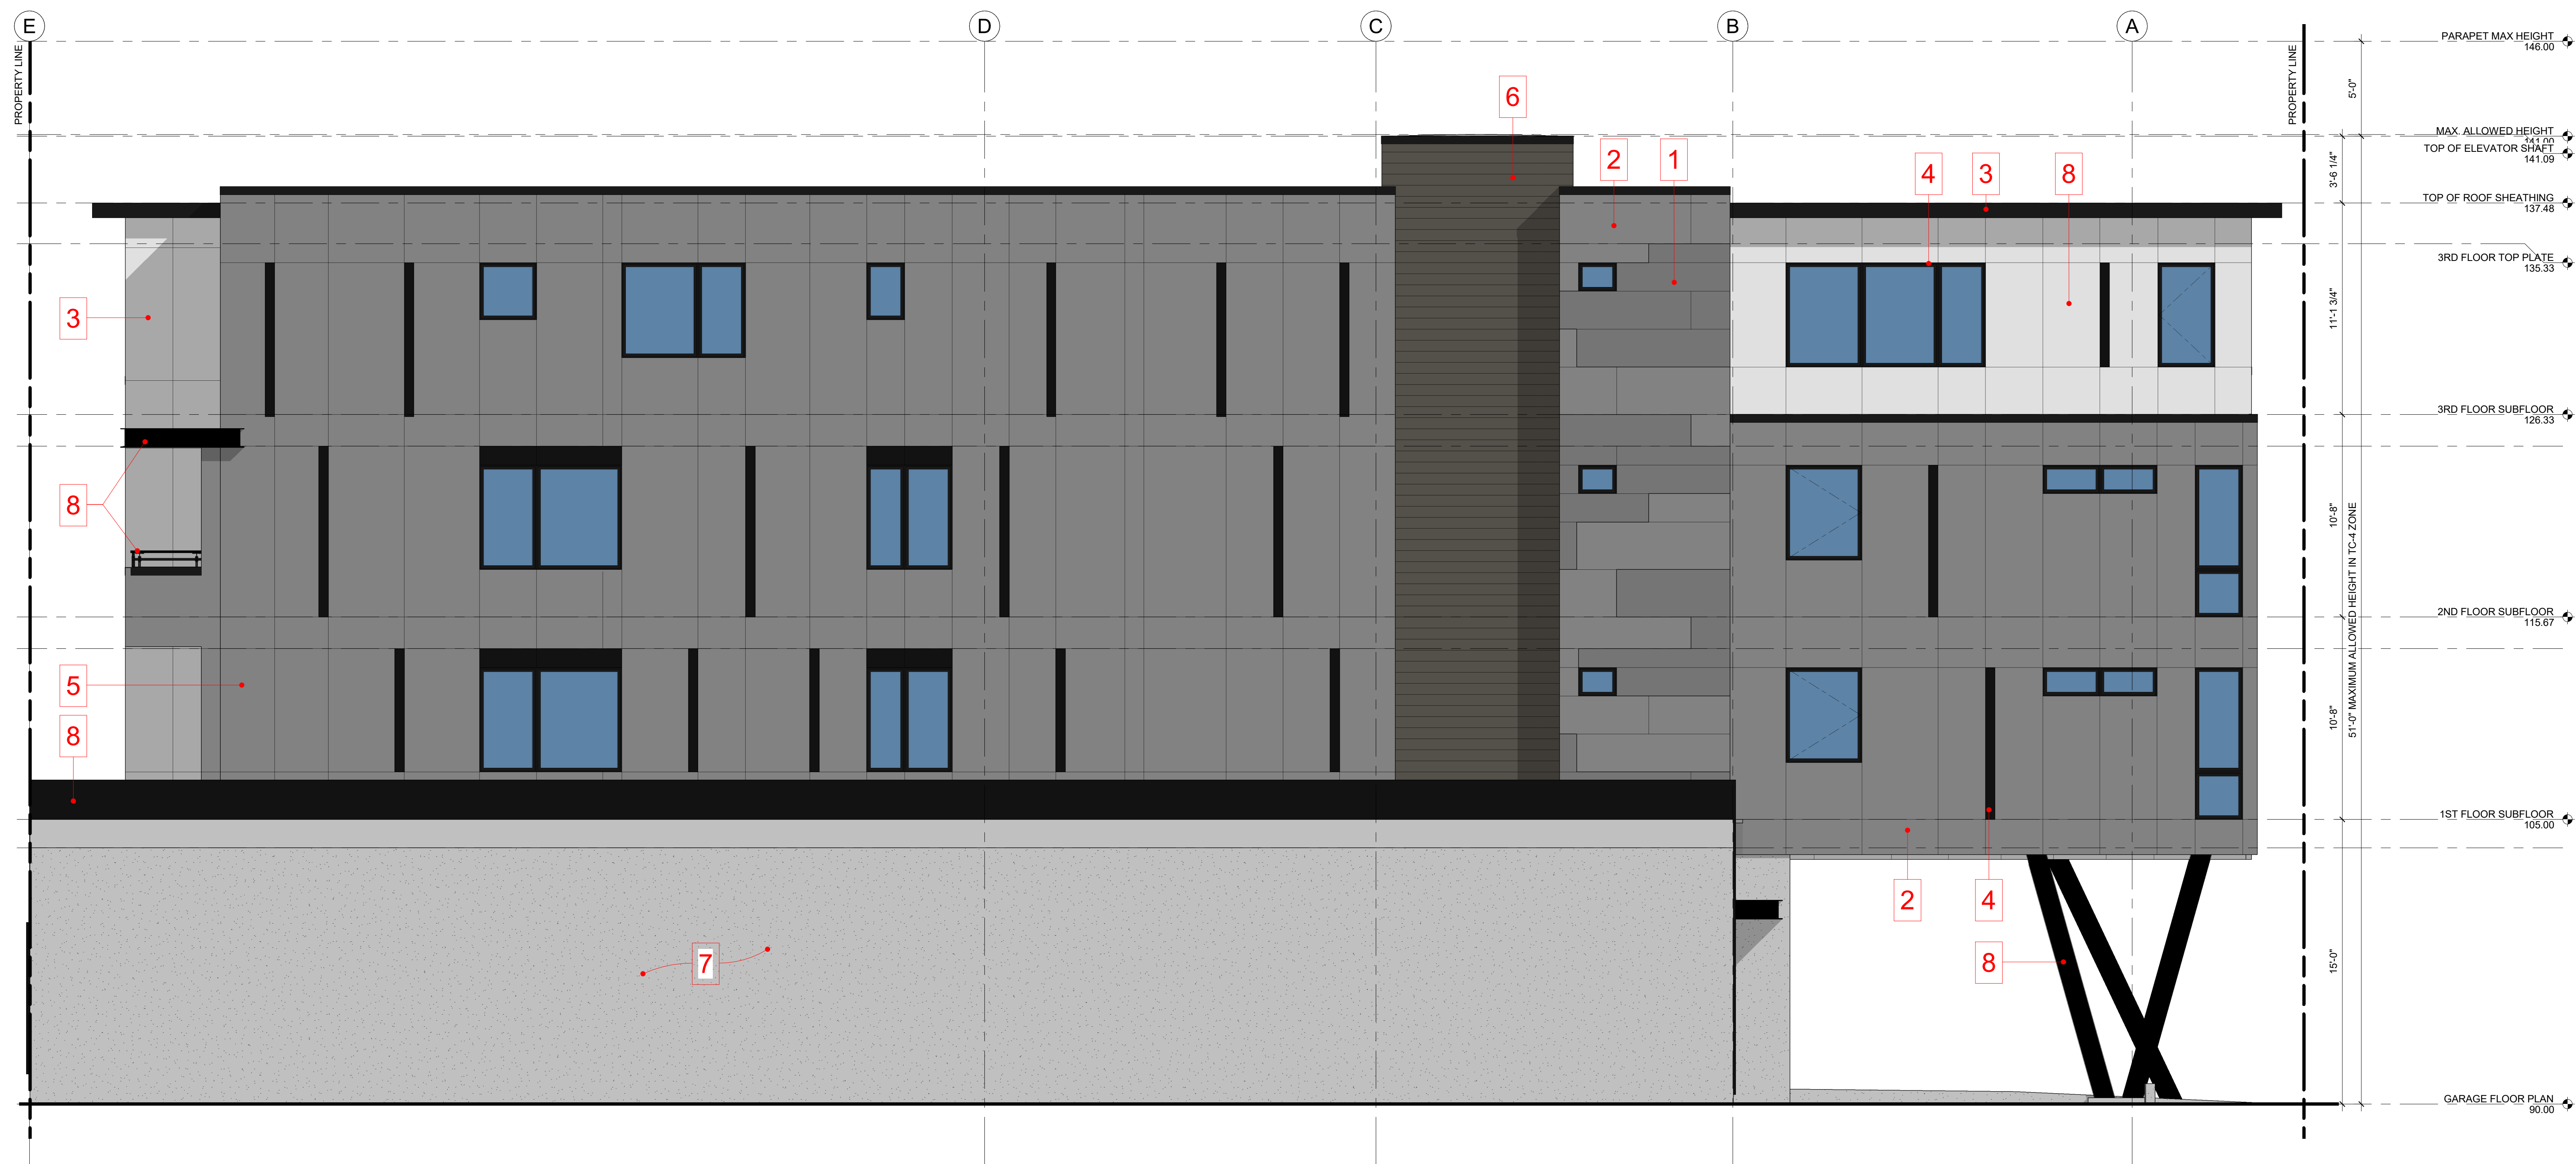 E
D
C
B
A
PROPERTY LINE
PROPERTY LINE
PARAPET MAX HEIGHT
146.00
5'-0"
6
MAX. ALLOWED HEIGHT
141.00
TOP OF ELEVATOR SHAFT
141.09
2
1
4
3
8
3'-6 1/4"
TOP OF ROOF SHEATHING
137.48
3RD FLOOR TOP PLATE
135.33
3
11'-1 3/4"
3RD FLOOR SUBFLOOR
126.33
8
10'-8"
51'-0" MAXIMUM ALLOWED HEIGHT IN TC-4 ZONE
2ND FLOOR SUBFLOOR
115.67
5
8
10'-8"
1ST FLOOR SUBFLOOR
105.00
2
4
7
8
15'-0"
GARAGE FLOOR PLAN
90.00